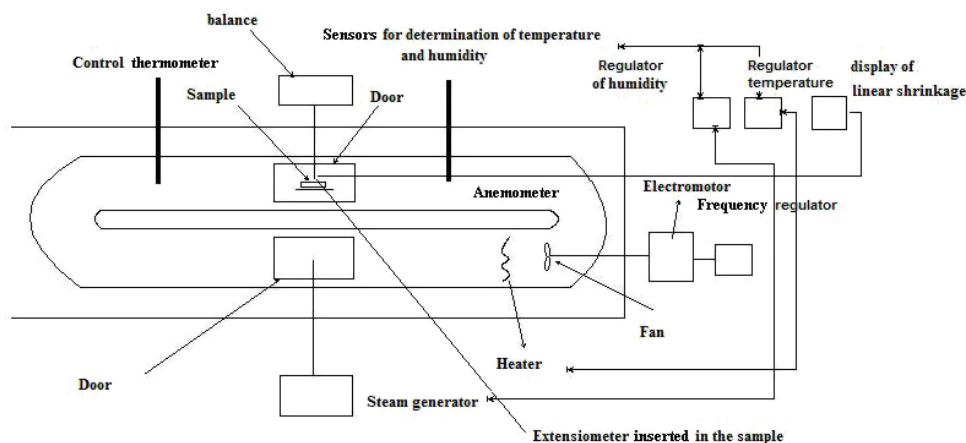 balance
Sensors for determination of temperature
and humidity
Control thermometer
Sample
Door
Regulator
of humidity
Regulator
temperature
display of
linear shrinkage
Anemometer
Electromotor
Frequency regulator
Fan
Heater
Door
Steam generator
Extensiometer inserted in the sample